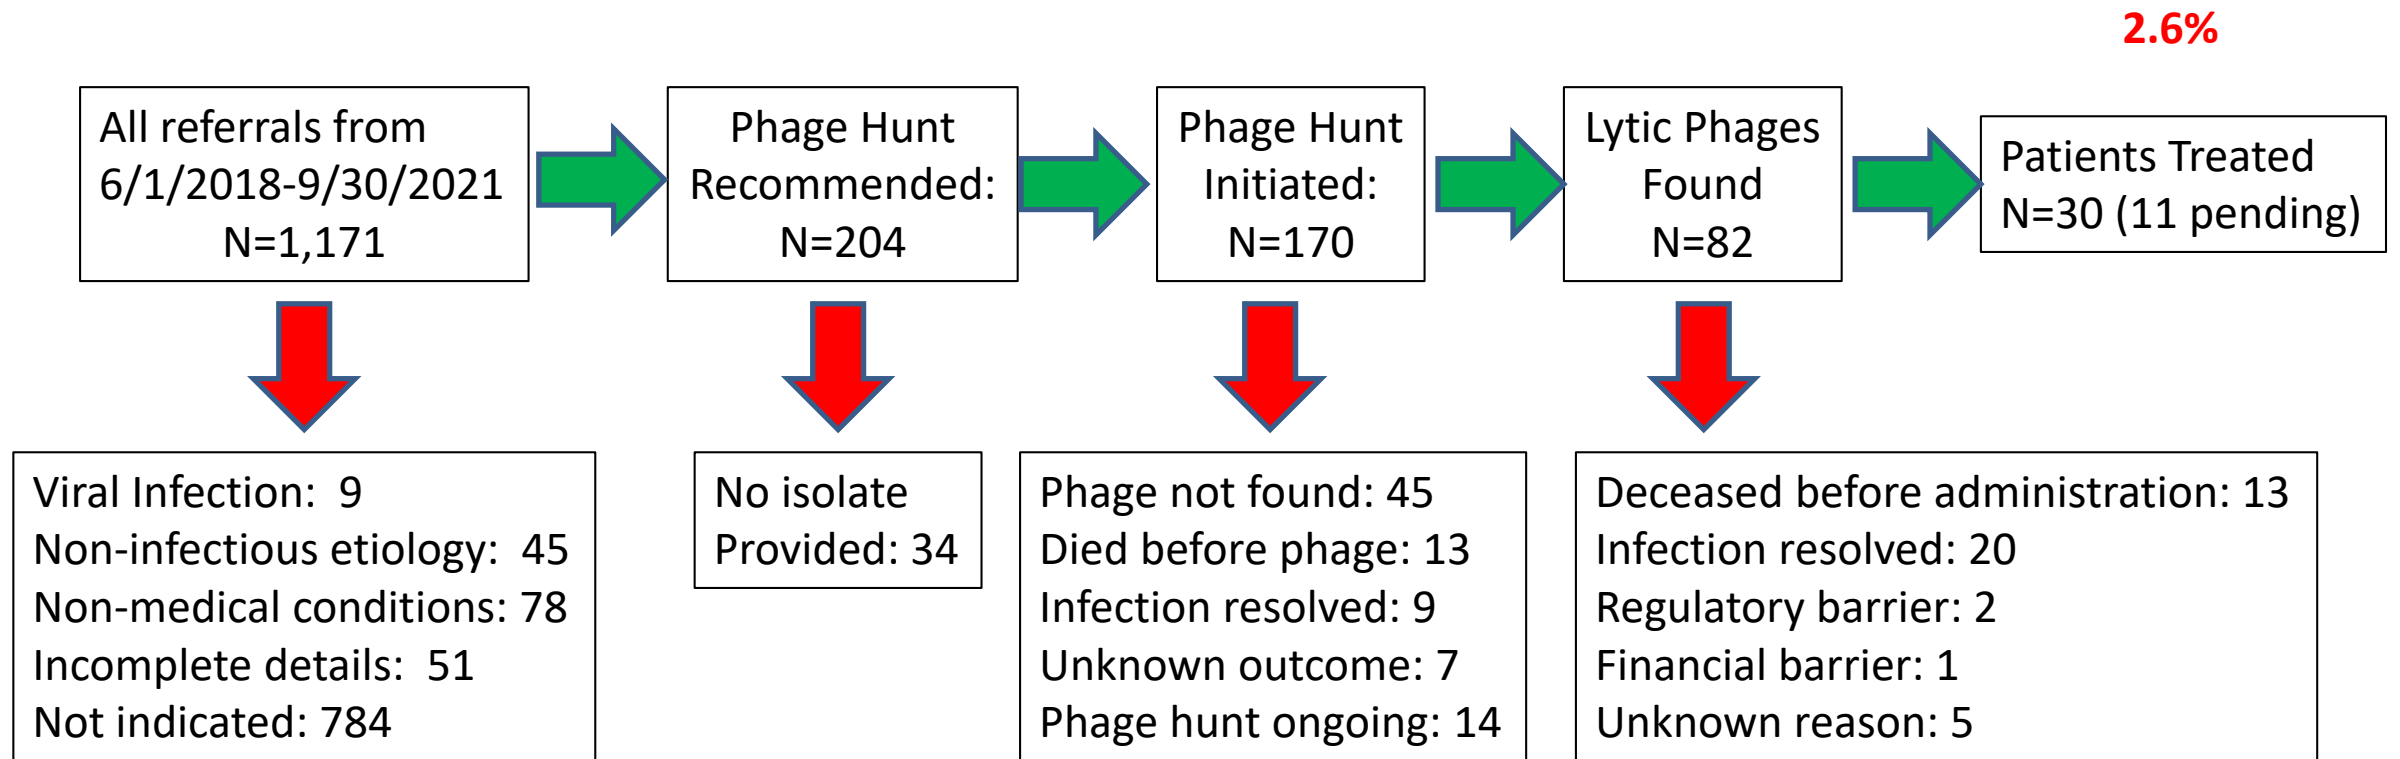 2.6%
All referrals from
6/1/2018-9/30/2021
N=1,171
Phage Hunt
Recommended:
N=204
Phage Hunt
Initiated:
N=170
Lytic Phages
Found
N=82
Patients Treated
N=30 (11 pending)
Viral Infection: 9
Non-infectious etiology: 45
Non-medical conditions: 78
Incomplete details: 51
Not indicated: 784
No isolate
Provided: 34
Phage not found: 45
Died before phage: 13
Infection resolved: 9
Unknown outcome: 7
Phage hunt ongoing: 14
Deceased before administration: 13
Infection resolved: 20
Regulatory barrier: 2
Financial barrier: 1
Unknown reason: 5